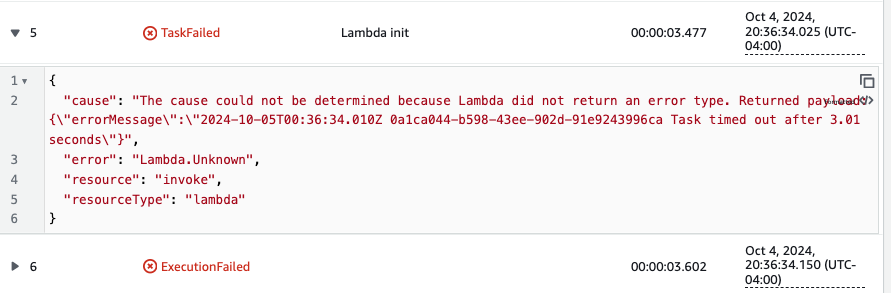 5 TaskFailed Lambda init 00:00:03.477 Oct 4, 2024,
20:36:34.025 (UTC-
04:00)
1 {
2 "cause": "The cause could not be determined because Lambda did not return an error type. Returned payload:
{\"errorMessage\":\"2024-10-05T00:36:34.010Z 0a1ca044-b598-43ee-902d-91e9243996ca Task timed out after 3.01
seconds\"}",
3 "error": "Lambda.Unknown",
4 "resource": "invoke",
5 "resourceType": "lambda"
6 }
6 ExecutionFailed 00:00:03.602 Oct 4, 2024,
20:36:34.150 (UTC-
04:00)